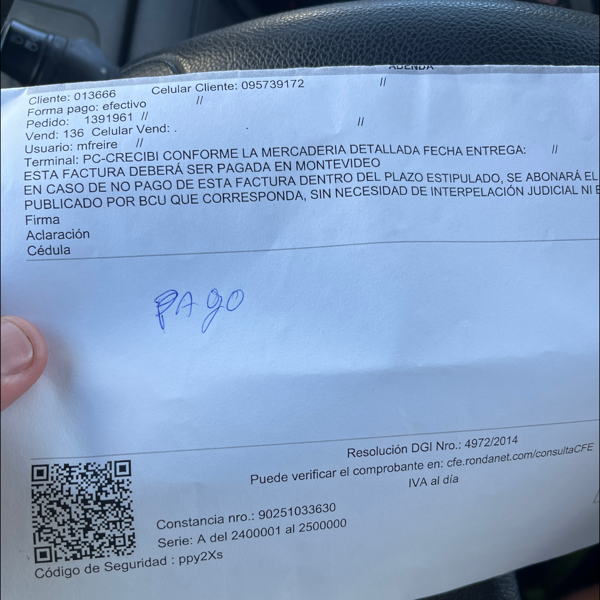 ADENDA
Cliente: 013666 Celular Cliente: 095739172 //
Forma pago: efectivo //
Pedido: 1391961 //
Vend: 136 Celular Vend: . . //
Usuario: mfreire //
Terminal: PC-CRECIBI CONFORME LA MERCADERIA DETALLADA FECHA ENTREGA: //
ESTA FACTURA DEBERÁ SER PAGADA EN MONTEVIDEO
EN CASO DE NO PAGO DE ESTA FACTURA DENTRO DEL PLAZO ESTIPULADO, SE ABONARÁ EL
PUBLICADO POR BCU QUE CORRESPONDA, SIN NECESIDAD DE INTERPELACIÓN JUDICIAL NI
Firma
Aclaración
Cédula
PAgO
Resolución DGI Nro.: 4972/2014
Puede verificar el comprobante en: cfe.rondanet.com/consultaCFE
IVA al día
Constancia nro.: 90251033630
Serie: A del 2400001 al 2500000
Código de Seguridad : ppy2Xs